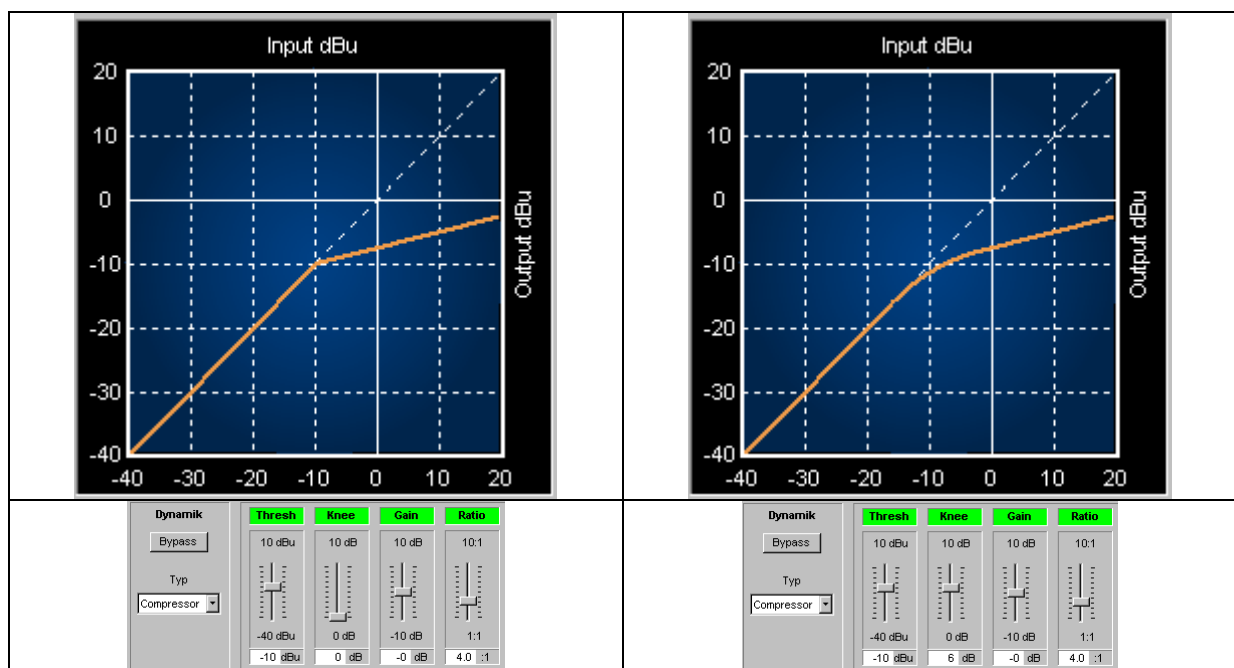 Input dBu
20
10
0
-10
-20
-30
-40
Output dBu
-40 -30 -20 -10 0 10 20
Input dBu
20
10
0
-10
-20
-30
-40
Output dBu
-40 -30 -20 -10 0 10 20
Dynamik Thresh Knee Gain Ratio
Bypass 10 dBu 10 dB 10 dB 10:1
Typ
Compressor
-40 dBu 0 dB -10 dB 1:1
-10 dBu 0 dB -0 dB 4.0 :1
Dynamik Thresh Knee Gain Ratio
Bypass 10 dBu 10 dB 10 dB 10:1
Typ
Compressor
-40 dBu 0 dB -10 dB 1:1
-10 dBu 6 dB -0 dB 4.0 :1